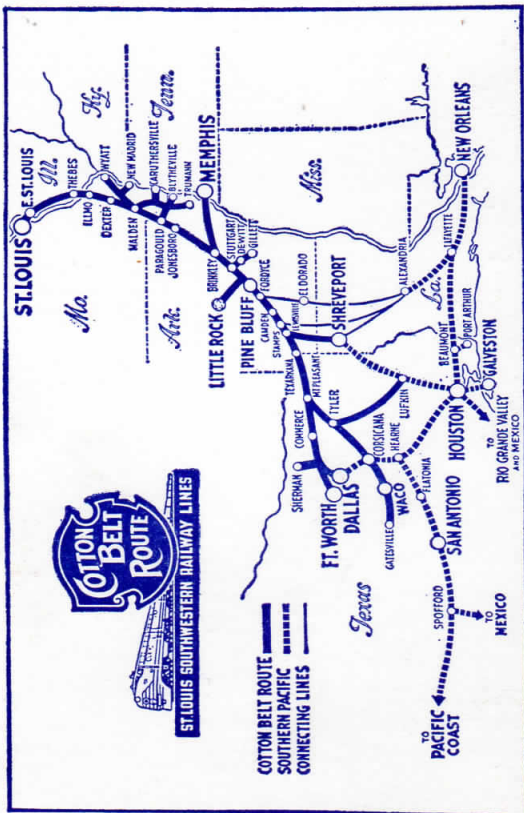 COTTON
BELT
ROUTE
ST. LOUIS SOUTHWESTERN RAILWAY LINES
COTTON BELT ROUTE
SOUTHERN PACIFIC
CONNECTING LINES
ST. LOUIS
E. ST. LOUIS
Ill.
THEBES
Ky.
ELMO
WYATT
DEXTER
Mo.
NEW MADRID
MALDEN
CARUTHERSVILLE
Tenn.
BLYTHEVILLE
TRUMANN
PARAGOULD
JONESBORO
Ark.
MEMPHIS
BRINKLEY
STUTTGART
DEWITT
GILLETT
LITTLE ROCK
PINE BLUFF
FORDYCE
CAMDEN
STAMPS
LEWISVILLE
ELDORADO
Miss.
TEXARKANA
SHREVEPORT
MT. PLEASANT
COMMERCE
SHERMAN
TYLER
LUFKIN
ALEXANDRIA
La.
FT. WORTH
DALLAS
CORSICANA
HEARNE
WACO
GATESVILLE
LAFAYETTE
NEW ORLEANS
BEAUMONT
PORT ARTHUR
Texas
FLATONIA
HOUSTON
GALVESTON
SAN ANTONIO
TO
RIO GRANDE VALLEY
AND MEXICO
SPOFFORD
TO
MEXICO
TO
PACIFIC
COAST